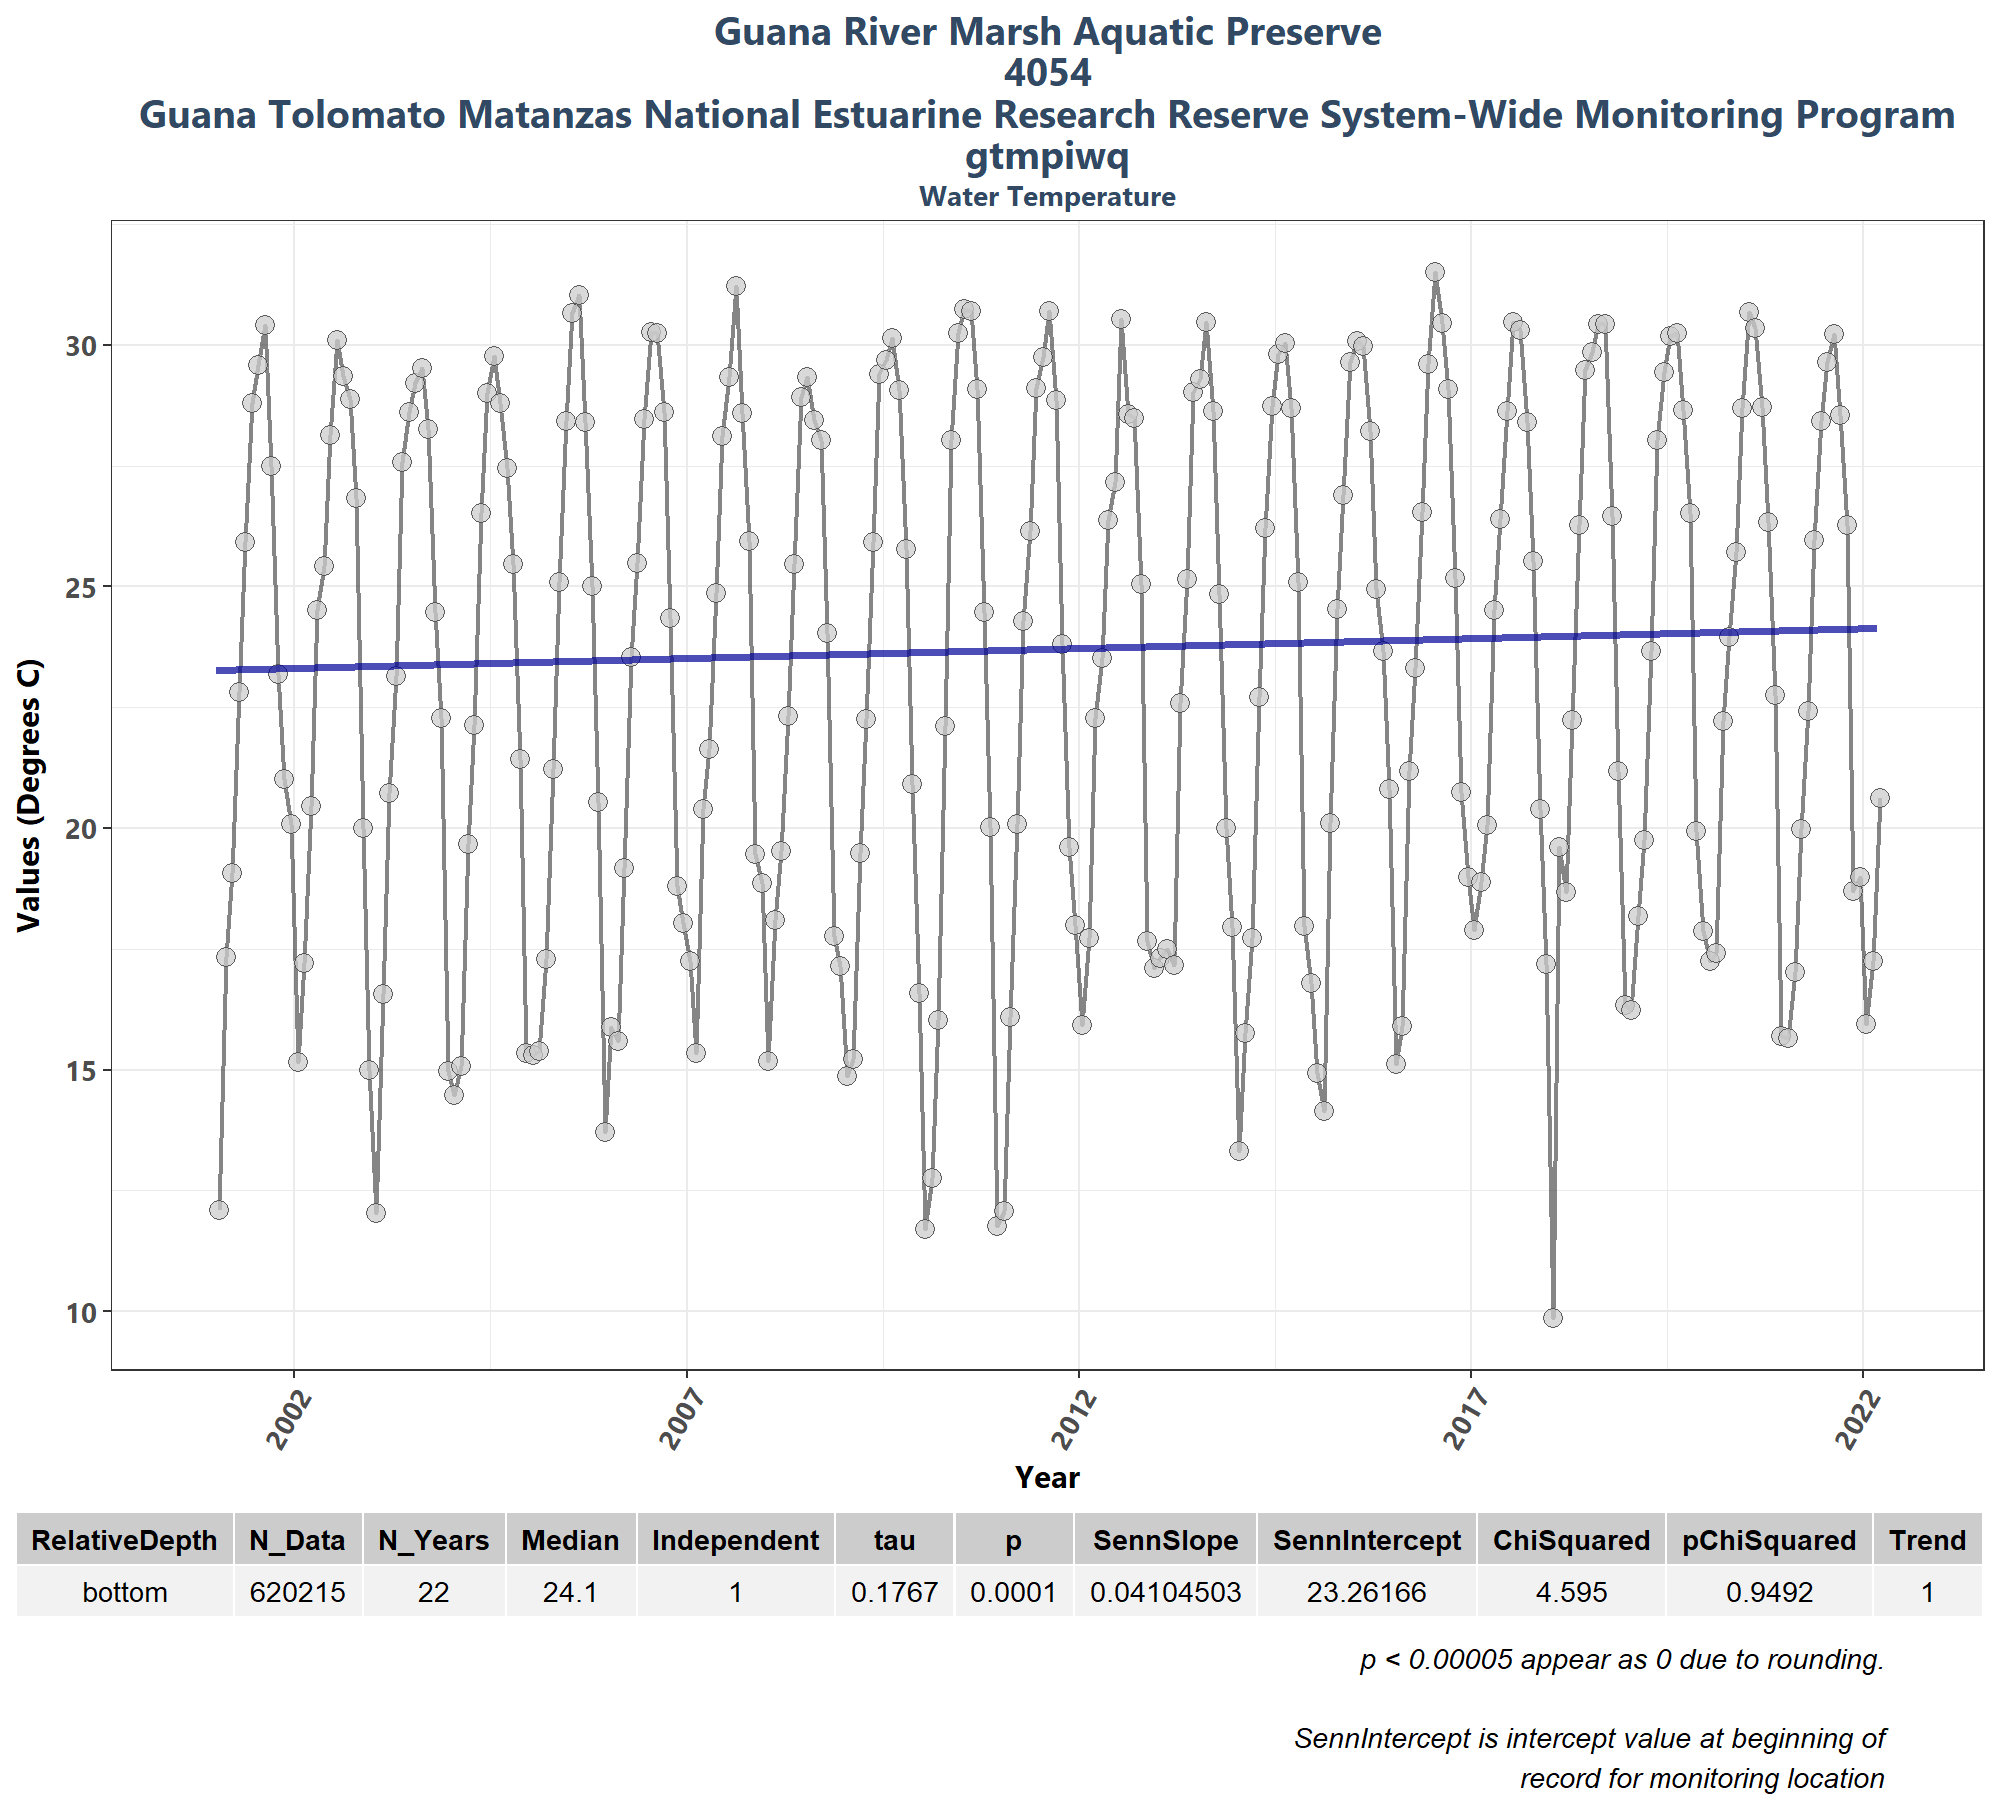 Guana River Marsh Aquatic Preserve
4054
Guana Tolomato Matanzas National Estuarine Research Reserve System-Wide Monitoring Program
gtmpiwq
Water Temperature
Values (Degrees C)
30
25
20
15
10
2002 2007 2012 2017 2022
Year
RelativeDepth N_Data N_Years Median Independent tau p SennSlope SennIntercept ChiSquared pChiSquared Trend
bottom 620215 22 24.1 1 0.1767 0.0001 0.04104503 23.26166 4.595 0.9492 1
p < 0.00005 appear as 0 due to rounding.
SennIntercept is intercept value at beginning of
record for monitoring location